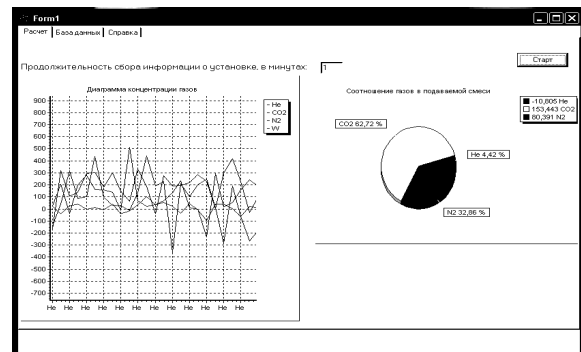 Form1
Расчет База данных Справка
Продолжительность сбора информации о установке, в минутах: 1
Старт
Диаграмма концентрации газов
900
800
700
600
500
400
300
200
100
0
-100
-200
-300
-400
-500
-600
-700
He He He He He He He He He He He
He
CO2
N2
W
Соотношение газов в подаваемой смеси
-10,805 He
153,443 CO2
80,391 N2
CO2 62,72 %
He 4,42 %
N2 32,86 %